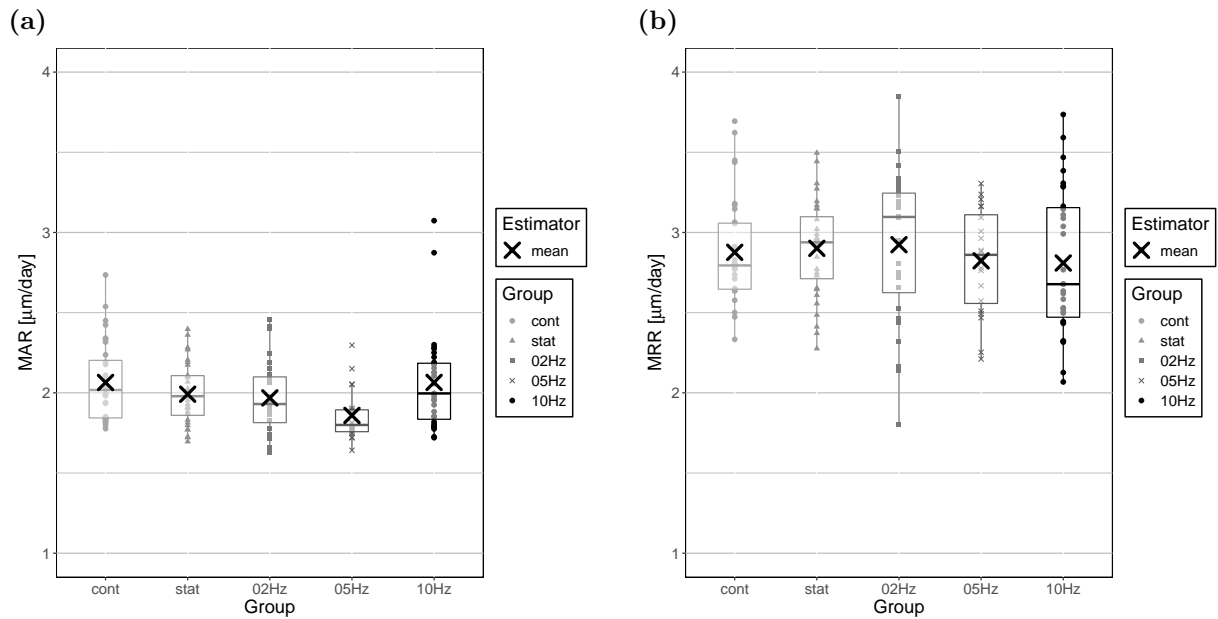 (a)
MAR [μm/day]
4
3
2
1
cont stat 02Hz 05Hz 10Hz
Group
Estimator
mean
Group
cont
stat
02Hz
05Hz
10Hz
(b)
MRR [μm/day]
4
3
2
1
cont stat 02Hz 05Hz 10Hz
Group
Estimator
mean
Group
cont
stat
02Hz
05Hz
10Hz